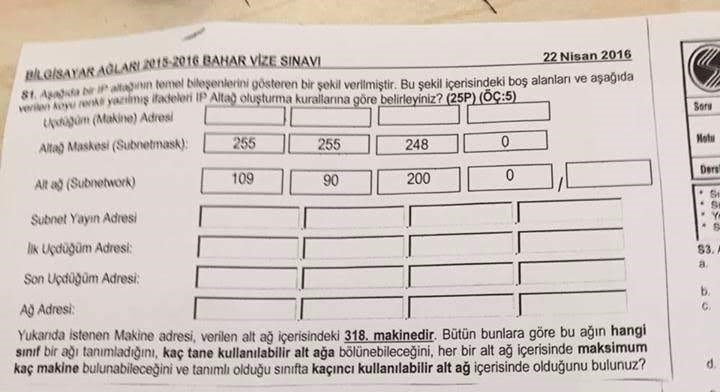 BİLGİSAYAR AĞLARI 2015-2016 BAHAR VİZE SINAVI
22 Nisan 2016
S1. Aşağıda bir IP altağının temel bileşenlerini gösteren bir şekil verilmiştir. Bu şekil içerisindeki boş alanları ve aşağıda
verilen koyu renkli yazılmış ifadeleri IP Altağ oluşturma kurallarına göre belirleyiniz? (25P) (ÖÇ:5)
Uçdüğüm (Makine) Adresi
Altağ Maskesi (Subnetmask): 255 255 248 0
Alt ağ (Subnetwork) 109 90 200 0 /
Subnet Yayın Adresi
İlk Uçdüğüm Adresi:
Son Uçdüğüm Adresi:
Ağ Adresi:
Yukarıda istenen Makine adresi, verilen alt ağ içerisindeki 318. makinedir. Bütün bunlara göre bu ağın hangi
sınıf bir ağı tanımladığını, kaç tane kullanılabilir alt ağa bölünebileceğini, her bir alt ağ içerisinde maksimum
kaç makine bulunabileceğini ve tanımlı olduğu sınıfta kaçıncı kullanılabilir alt ağ içerisinde olduğunu bulunuz?
Soru
Notu
Ders
S3.
a.
b.
c.
d.